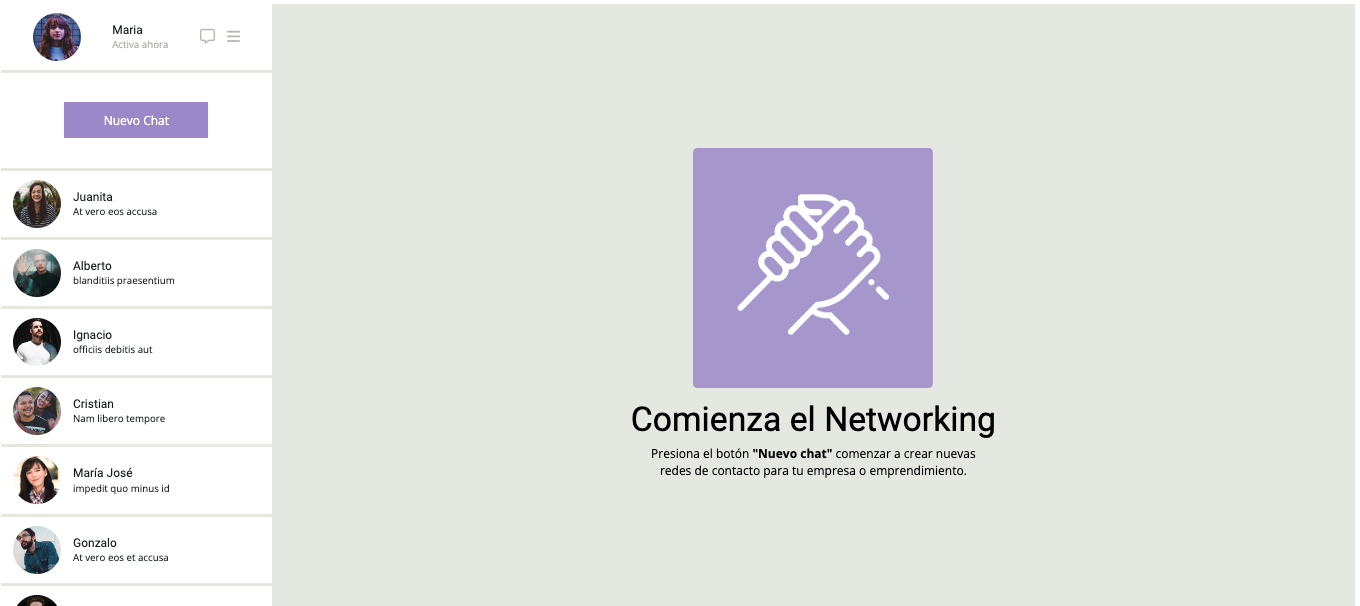 Maria
Activa ahora
Nuevo Chat
Juanita
At vero eos accusa
Alberto
blanditiis praesentium
Ignacio
officiis debitis aut
Cristian
Nam libero tempore
María José
impedit quo minus id
Gonzalo
At vero eos et accusa
Comienza el Networking
Presiona el botón "Nuevo chat" comenzar a crear nuevas
redes de contacto para tu empresa o emprendimiento.